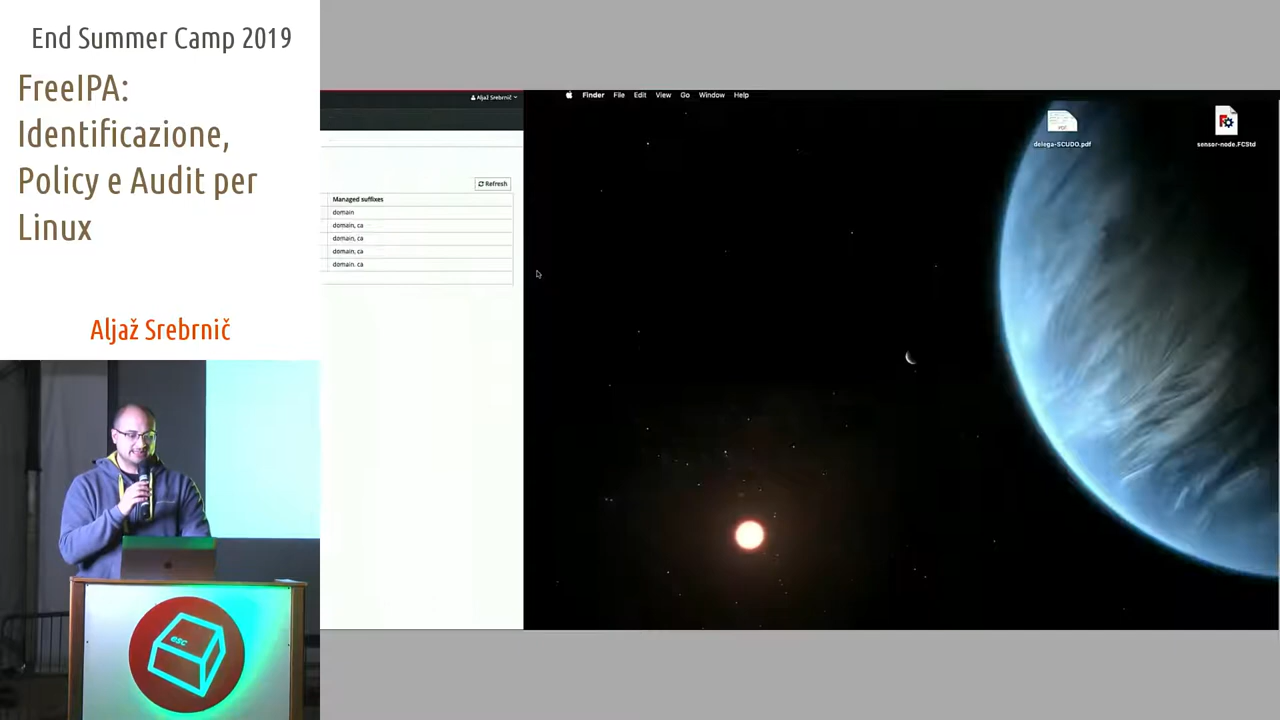 End Summer Camp 2019
FreeIPA:
Identificazione,
Policy e Audit per
Linux
Aljaž Srebrnič
Aljaž Srebrnič
Refresh
Managed suffixes
domain
domain, ca
domain, ca
domain, ca
domain, ca
Finder File Edit View Go Window Help
PDF
delega-SCUDO.pdf
sensor-node.FCStd
esc